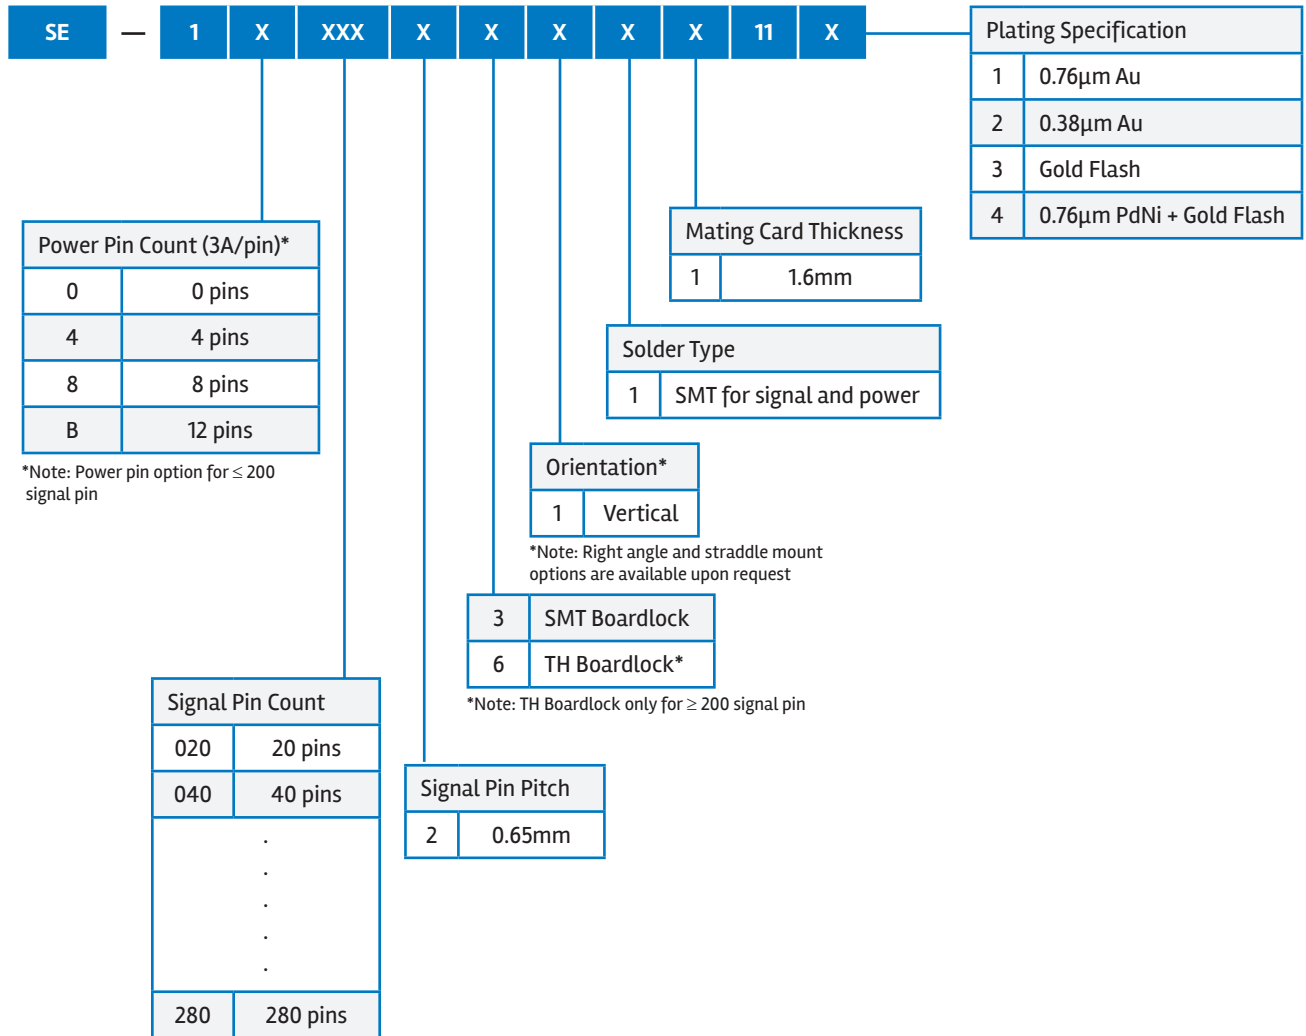 SE — 1 X XXX X X X X X 11 X
Plating Specification
1 0.76µm Au
2 0.38µm Au
3 Gold Flash
4 0.76µm PdNi + Gold Flash
Mating Card Thickness
1 1.6mm
Power Pin Count (3A/pin)*
0 0 pins
4 4 pins
8 8 pins
B 12 pins
*Note: Power pin option for ≤ 200
signal pin
Solder Type
1 SMT for signal and power
Orientation*
1 Vertical
*Note: Right angle and straddle mount
options are available upon request
3 SMT Boardlock
6 TH Boardlock*
*Note: TH Boardlock only for ≥ 200 signal pin
Signal Pin Count
020 20 pins
040 40 pins
.
.
.
.
.
280 280 pins
Signal Pin Pitch
2 0.65mm